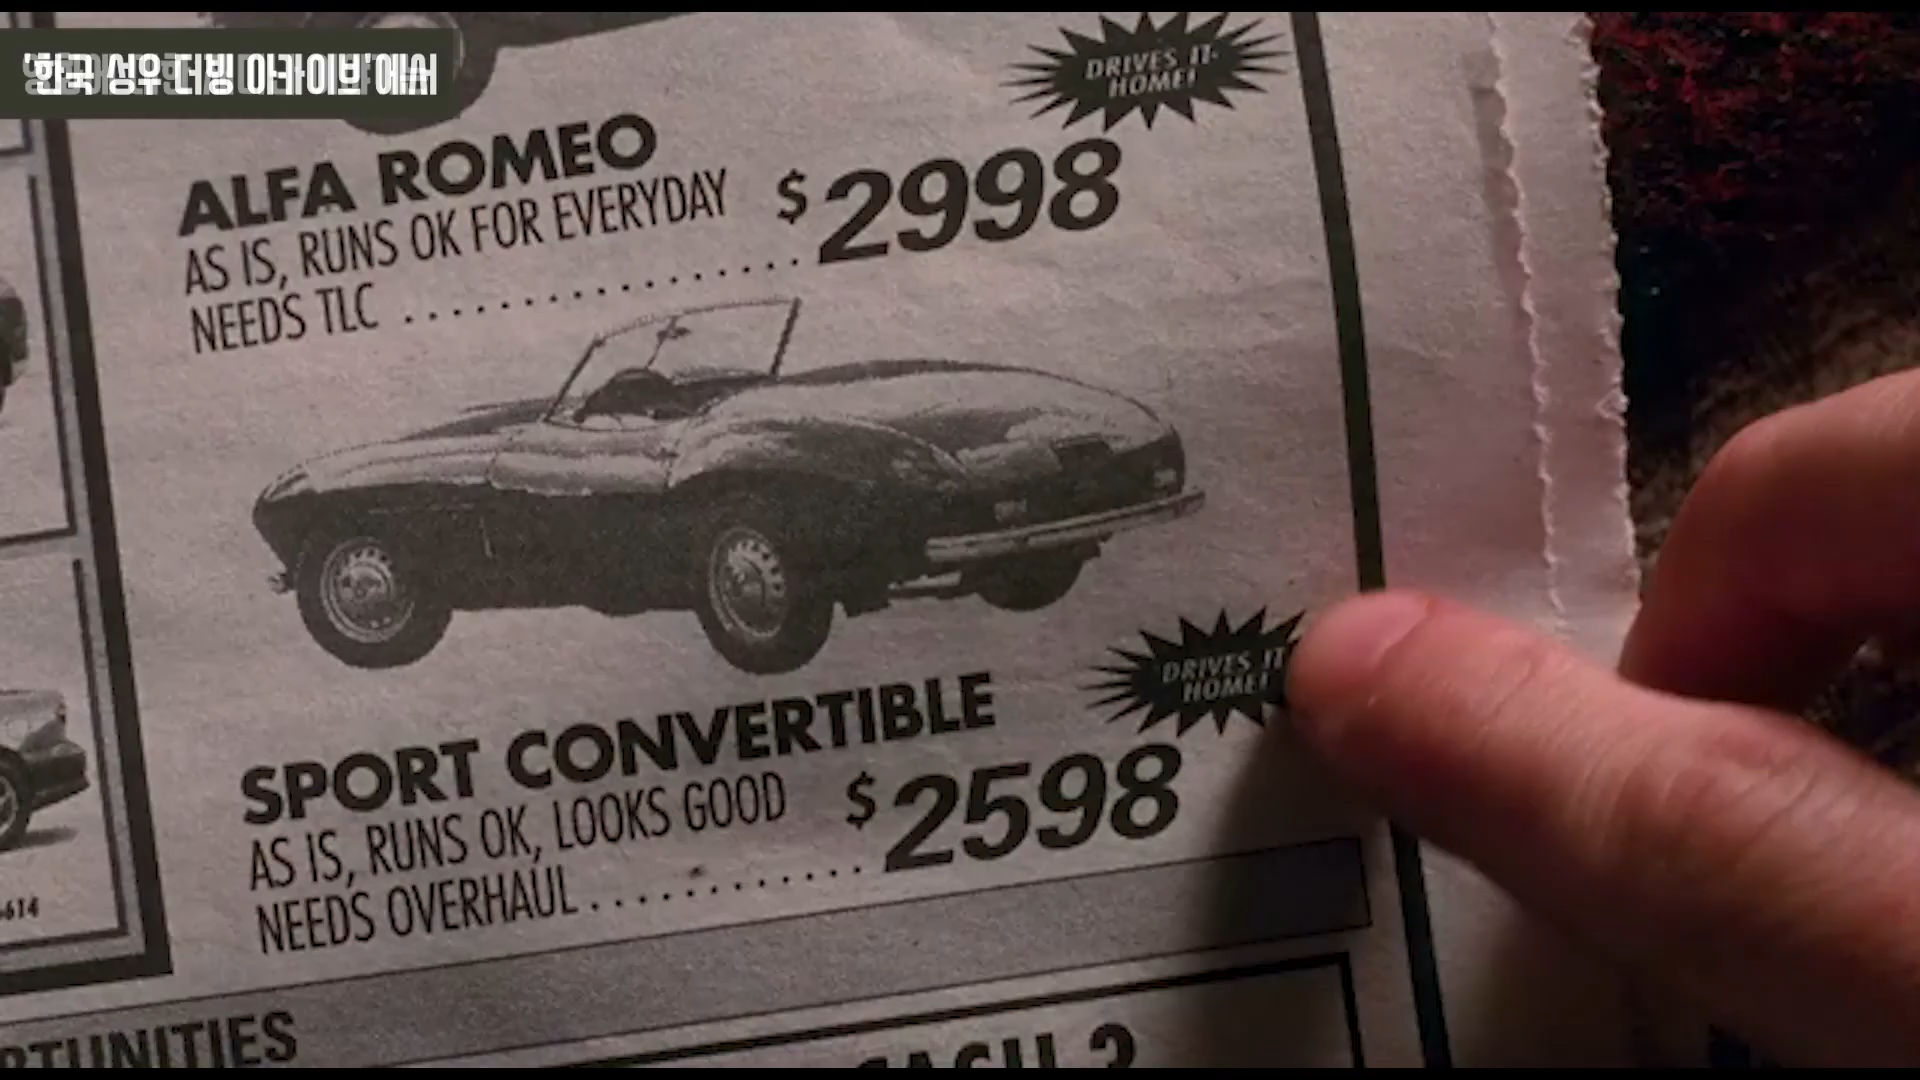 '한국 성우 더빙 아카이브'에서
DRIVES IT
HOME!
ALFA ROMEO
AS IS, RUNS OK FOR EVERYDAY $2998
NEEDS TLC ..................
DRIVES IT
HOME!
SPORT CONVERTIBLE
AS IS, RUNS OK, LOOKS GOOD $2598
NEEDS OVERHAUL ............
614
RTUNITIES
CASH ?